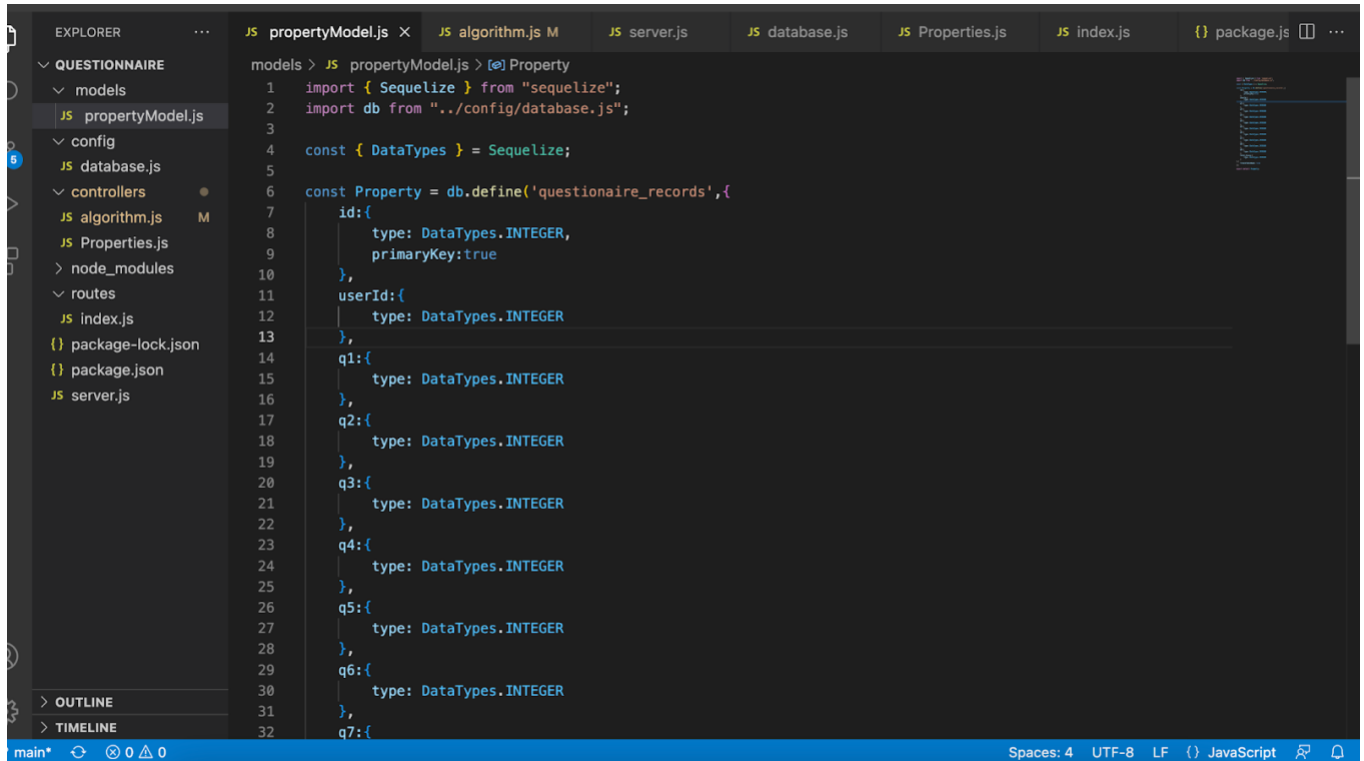 EXPLORER ...
QUESTIONNAIRE
models
JS propertyModel.js
config
JS database.js
controllers
JS algorithm.js M
JS Properties.js
node_modules
routes
JS index.js
{} package-lock.json
{} package.json
JS server.js
OUTLINE
TIMELINE
5
JS propertyModel.js × JS algorithm.js M JS server.js JS database.js JS Properties.js JS index.js {} package.js ...
models > JS propertyModel.js > Property
1 import { Sequelize } from "sequelize";
2 import db from "../config/database.js";
3
4 const { DataTypes } = Sequelize;
5
6 const Property = db.define('questionaire_records',{
7 id:{
8 type: DataTypes.INTEGER,
9 primaryKey:true
10 },
11 userId:{
12 type: DataTypes.INTEGER
13 },
14 q1:{
15 type: DataTypes.INTEGER
16 },
17 q2:{
18 type: DataTypes.INTEGER
19 },
20 q3:{
21 type: DataTypes.INTEGER
22 },
23 q4:{
24 type: DataTypes.INTEGER
25 },
26 q5:{
27 type: DataTypes.INTEGER
28 },
29 q6:{
30 type: DataTypes.INTEGER
31 },
32 q7:{
main* 0 0 Spaces: 4 UTF-8 LF {} JavaScript